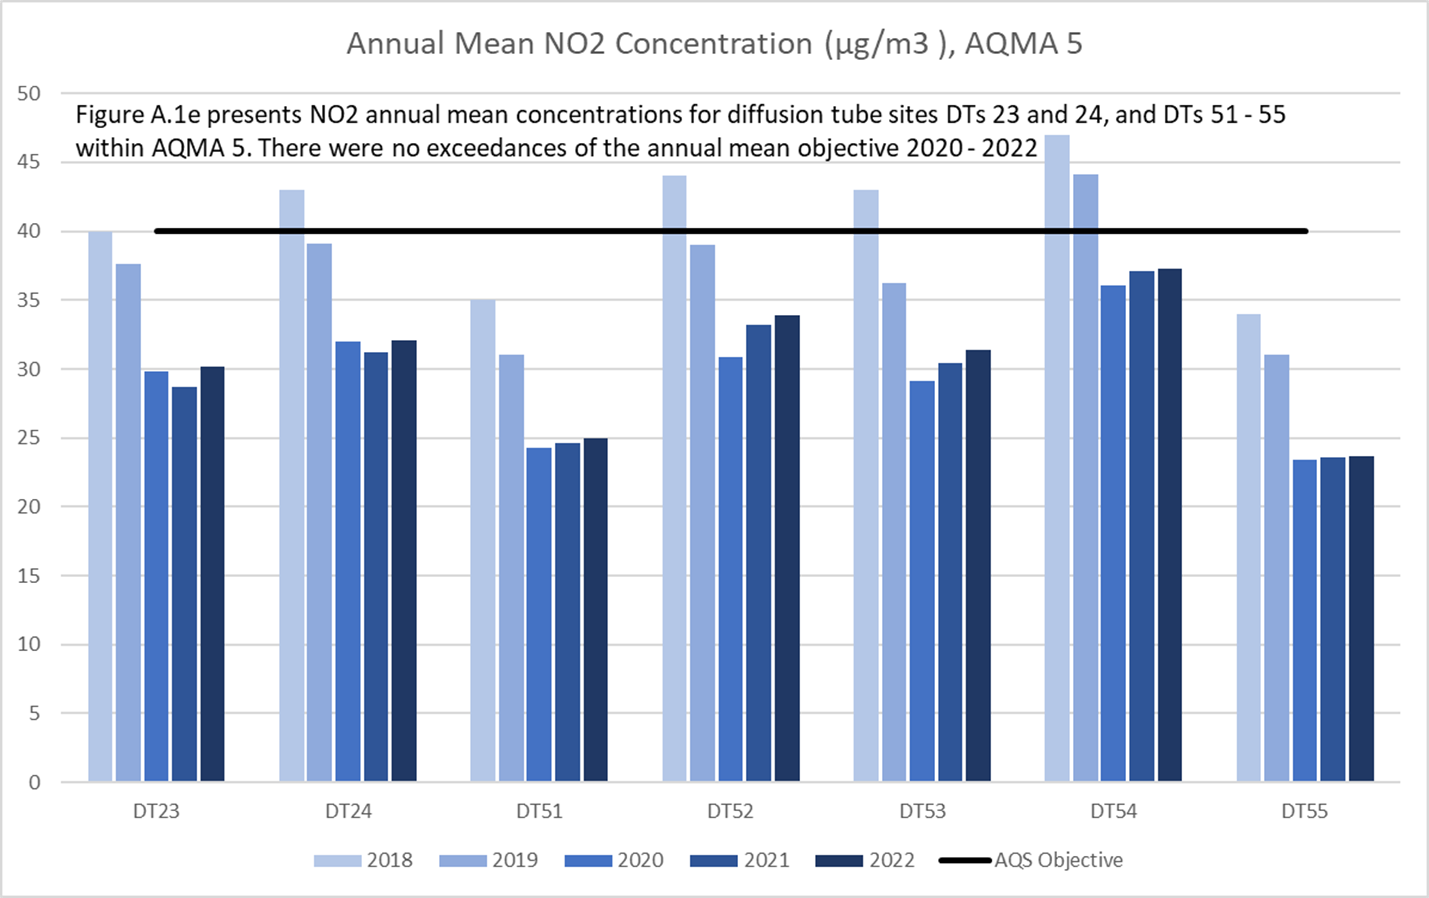 Annual Mean NO2 Concentration (µg/m3 ), AQMA 5
Figure A.1e presents NO2 annual mean concentrations for diffusion tube sites DTs 23 and 24, and DTs 51 - 55
within AQMA 5. There were no exceedances of the annual mean objective 2020 - 2022
50
45
40
35
30
25
20
15
10
5
0
DT23 DT24 DT51 DT52 DT53 DT54 DT55
2018 2019 2020 2021 2022 AQS Objective